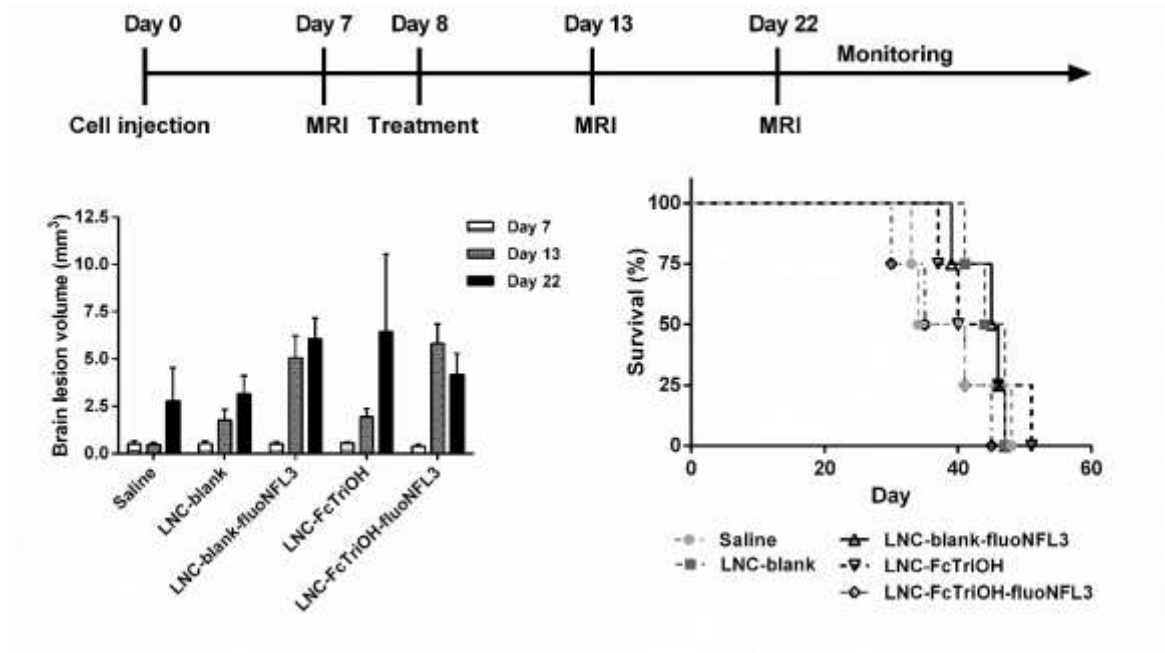 Day 0 Day 7 Day 8 Day 13 Day 22
Monitoring
Cell injection MRI Treatment MRI MRI
Brain lesion volume (mm³)
12.5
10.0
7.5
5.0
2.5
0.0
Day 7
Day 13
Day 22
Saline
LNC-blank
LNC-blank-fluoNFL3
LNC-FcTriOH
LNC-FcTriOH-fluoNFL3
Survival (%)
100
75
50
25
0
0 20 40 60
Day
Saline
LNC-blank
LNC-blank-fluoNFL3
LNC-FcTriOH
LNC-FcTriOH-fluoNFL3